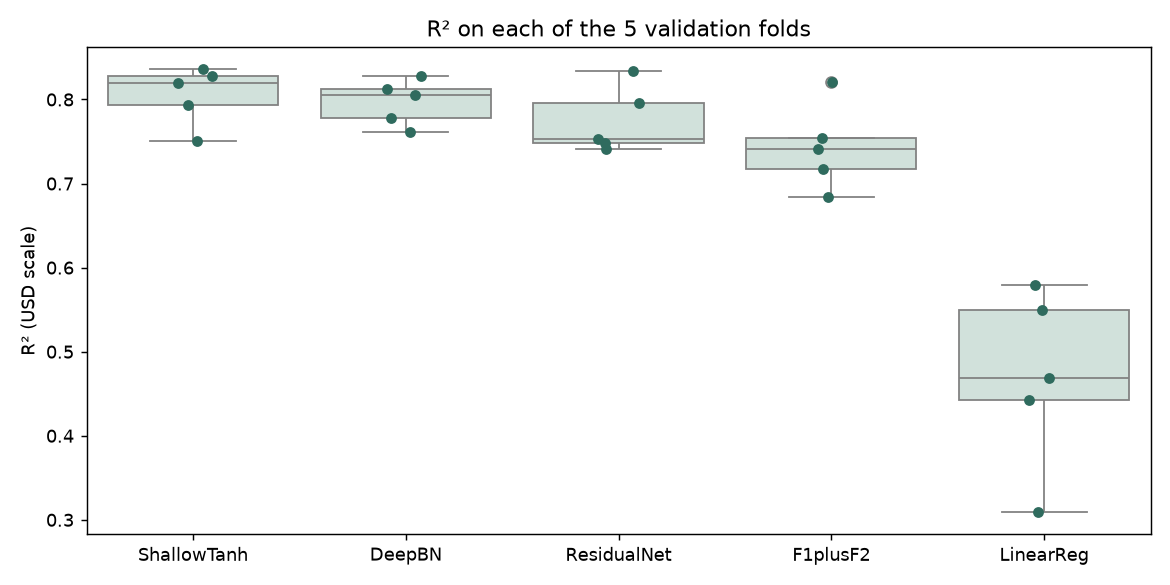 R² on each of the 5 validation folds
R² (USD scale)
0.8
0.7
0.6
0.5
0.4
0.3
ShallowTanh DeepBN ResidualNet F1plusF2 LinearReg